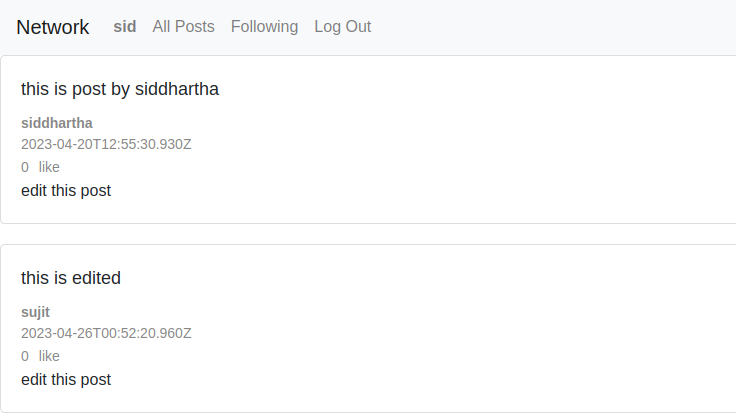 Network sid All Posts Following Log Out
this is post by siddhartha
siddhartha
2023-04-20T12:55:30.930Z
0 like
edit this post
this is edited
sujit
2023-04-26T00:52:20.960Z
0 like
edit this post